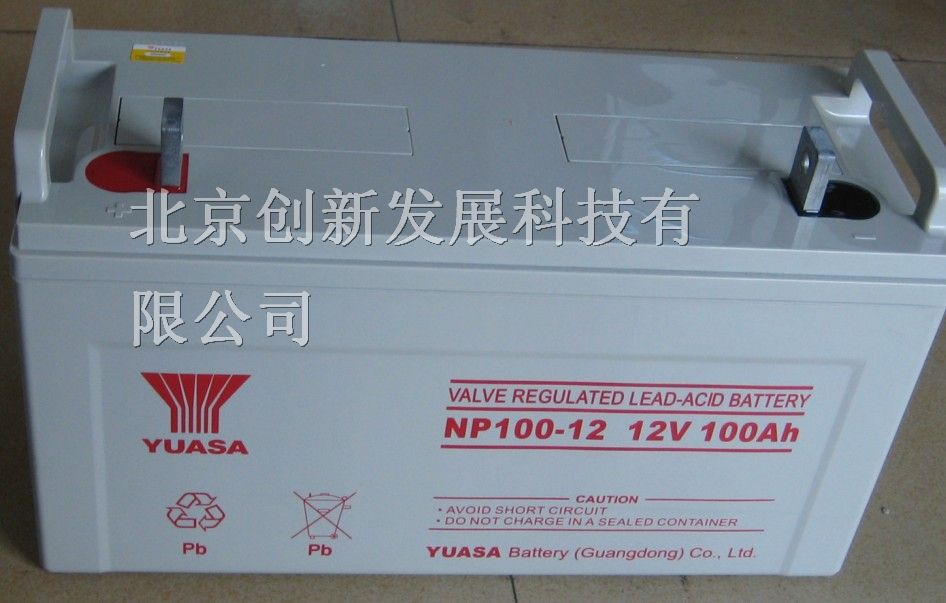 +
北京创新发展科技有
限公司
YUASA
VALVE REGULATED LEAD-ACID BATTERY
NP100-12 12V 100Ah
CAUTION
• AVOID SHORT CIRCUIT
• DO NOT CHARGE IN A SEALED CONTAINER
Pb
Pb
YUASA Battery (Guangdong) Co., Ltd.